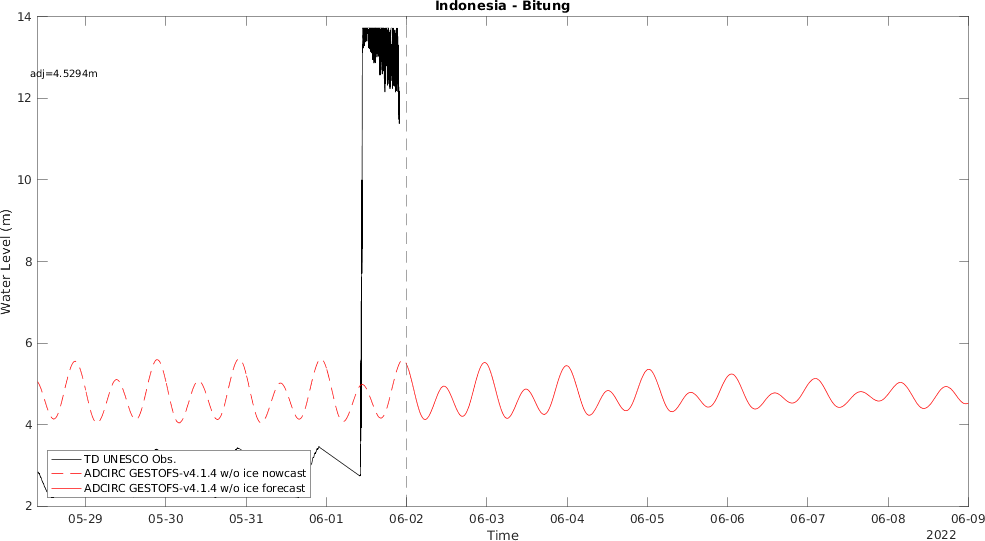 Indonesia - Bitung
14
adj=4.5294m
12
10
8
6
4
2
Water Level (m)
TD UNESCO Obs.
ADCIRC GESTOFS-v4.1.4 w/o ice nowcast
ADCIRC GESTOFS-v4.1.4 w/o ice forecast
05-29 05-30 05-31 06-01 06-02 06-03 06-04 06-05 06-06 06-07 06-08 06-09
Time
2022